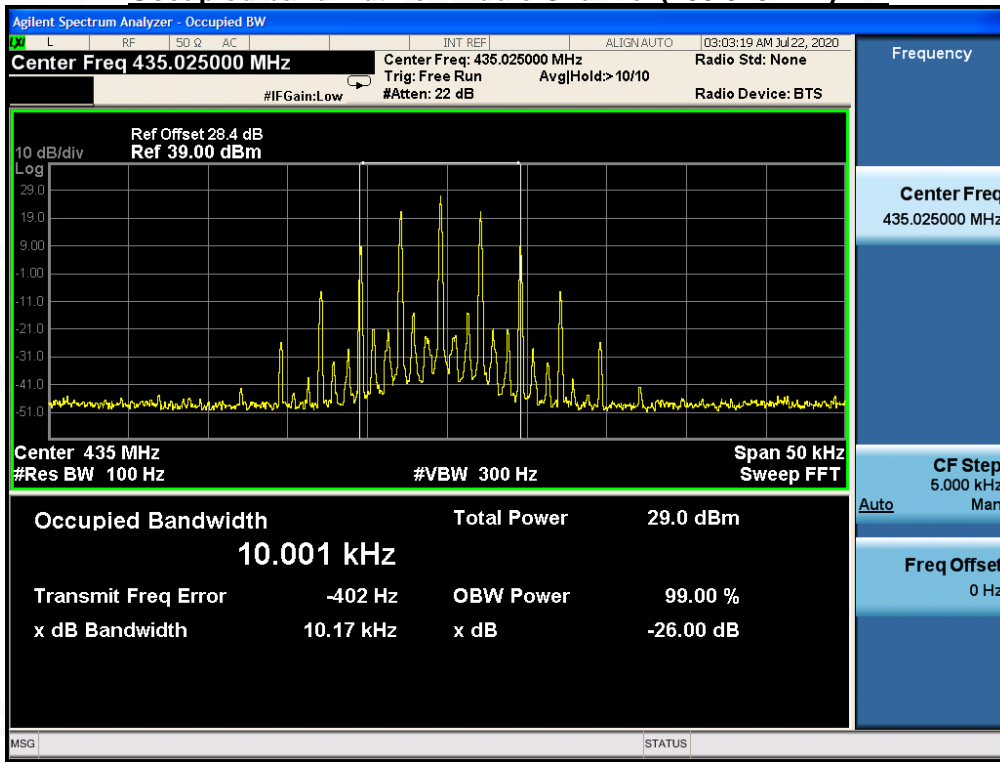 Agilent Spectrum Analyzer - Occupied BW
LXI L RF 50 Ω AC INT REF ALIGN AUTO 03:03:19 AM Jul 22, 2020
Center Freq 435.025000 MHz
Center Freq: 435.025000 MHz
Radio Std: None
Trig: Free Run Avg|Hold:> 10/10
#IFGain:Low
#Atten: 22 dB
Radio Device: BTS
Ref Offset 28.4 dB
10 dB/div Ref 39.00 dBm
Log
29.0
19.0
9.00
-1.00
-11.0
-21.0
-31.0
-41.0
-51.0
Center 435 MHz Span 50 kHz
#Res BW 100 Hz #VBW 300 Hz Sweep FFT
Occupied Bandwidth Total Power 29.0 dBm
10.001 kHz
Transmit Freq Error -402 Hz OBW Power 99.00 %
x dB Bandwidth 10.17 kHz x dB -26.00 dB
MSG STATUS
Frequency
Center Freq
435.025000 MHz
CF Step
5.000 kHz
Auto Man
Freq Offset
0 Hz